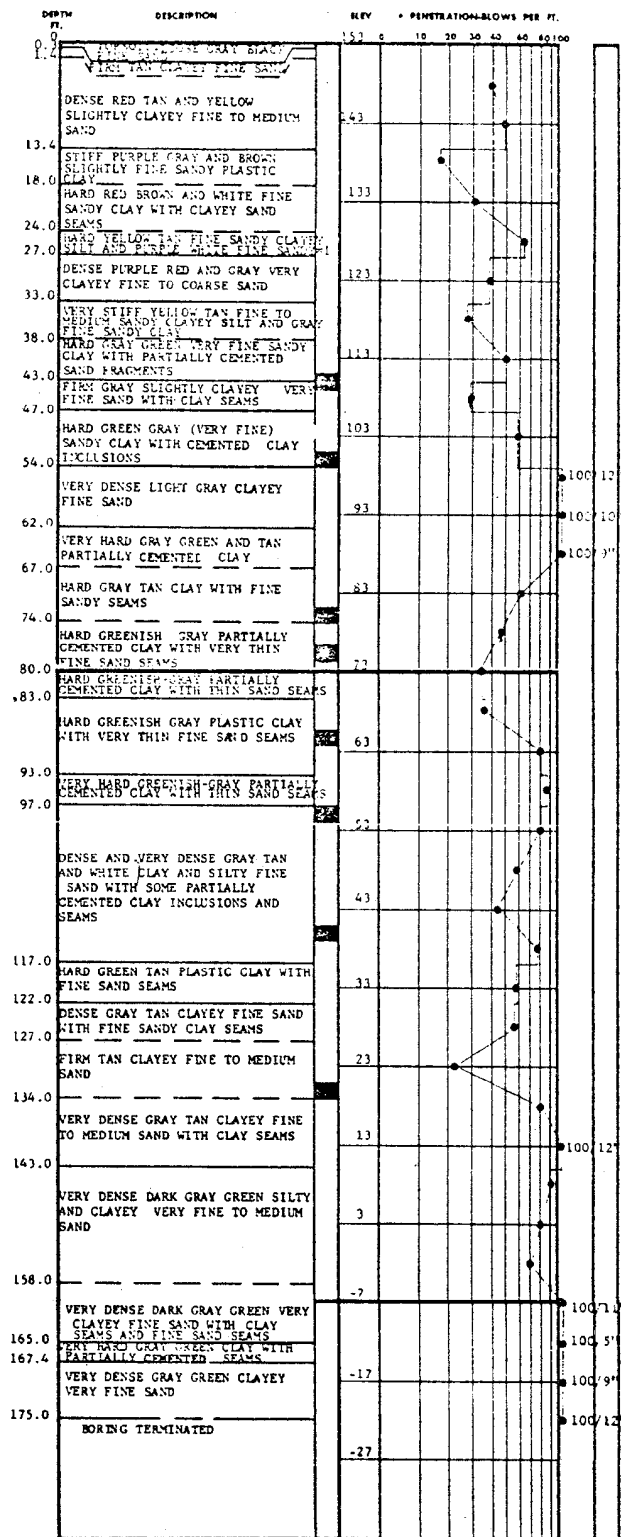 DEPTH FT. DESCRIPTION ELEV • PENETRATION-BLOWS PER FT.
0 153 0 10 20 30 40 60 80 100
1.4
FIRM TAN CLAYEY FINE SAND
DENSE RED TAN AND YELLOW
SLIGHTLY CLAYEY FINE TO MEDIUM
SAND
143
13.4
STIFF PURPLE GRAY AND BROWN
SLIGHTLY FINE SANDY PLASTIC
CLAY
18.0
HARD RED BROWN AND WHITE FINE
SANDY CLAY WITH CLAYEY SAND
SEAMS
133
24.0
HARD YELLOW TAN FINE SANDY CLAYEY
SILT AND PURPLE WHITE FINE SAND
27.0
DENSE PURPLE RED AND GRAY VERY
CLAYEY FINE TO COARSE SAND
123
33.0
VERY STIFF YELLOW TAN FINE TO
MEDIUM SANDY CLAYEY SILT AND GRAY
FINE SANDY CLAY
38.0
HARD GRAY GREEN VERY FINE SANDY
CLAY WITH PARTIALLY CEMENTED
SAND FRAGMENTS
113
43.0
FIRM GRAY SLIGHTLY CLAYEY VERY
FINE SAND WITH CLAY SEAMS
47.0
HARD GREEN GRAY (VERY FINE)
SANDY CLAY WITH CEMENTED CLAY
INCLUSIONS
103
54.0
100/12
VERY DENSE LIGHT GRAY CLAYEY
FINE SAND
93 100/10
62.0
VERY HARD GRAY GREEN AND TAN
PARTIALLY CEMENTED CLAY
100/9"
67.0
HARD GRAY TAN CLAY WITH FINE
SANDY SEAMS
83
74.0
HARD GREENISH GRAY PARTIALLY
CEMENTED CLAY WITH VERY THIN
FINE SAND SEAMS
80.0 73
HARD GREENISH-GRAY PARTIALLY
CEMENTED CLAY WITH THIN SAND SEAMS
83.0
HARD GREENISH GRAY PLASTIC CLAY
WITH VERY THIN FINE SAND SEAMS
63
93.0
VERY HARD GREENISH-GRAY PARTIALLY
CEMENTED CLAY WITH THIN SAND SEAMS
97.0
53
DENSE AND VERY DENSE GRAY TAN
AND WHITE CLAY AND SILTY FINE
SAND WITH SOME PARTIALLY
CEMENTED CLAY INCLUSIONS AND
SEAMS
43
117.0
HARD GREEN TAN PLASTIC CLAY WITH
FINE SAND SEAMS
33
122.0
DENSE GRAY TAN CLAYEY FINE SAND
WITH FINE SANDY CLAY SEAMS
127.0
FIRM TAN CLAYEY FINE TO MEDIUM
SAND
23
134.0
VERY DENSE GRAY TAN CLAYEY FINE
TO MEDIUM SAND WITH CLAY SEAMS
13 100/12"
143.0
VERY DENSE DARK GRAY GREEN SILTY
AND CLAYEY VERY FINE TO MEDIUM
SAND
3
158.0
-7 100/11
VERY DENSE DARK GRAY GREEN VERY
CLAYEY FINE SAND WITH CLAY
SEAMS AND FINE SAND SEAMS
165.0 100/5"
VERY HARD GRAY GREEN CLAY WITH
PARTIALLY CEMENTED SEAMS
167.4
VERY DENSE GRAY GREEN CLAYEY
VERY FINE SAND
-17 100/9"
175.0 100/12
BORING TERMINATED
-27